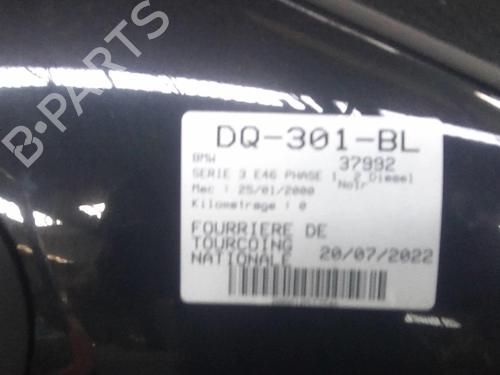 B-PARTS
DQ-301-BL
BMW 37992
SERIE 3 E46 PHASE 1, 2 Diesel
Noir
Mec : 25/01/2000
Kilometrage : 0
FOURRIERE DE
TOURCOING
NATIONALE 20/07/2022